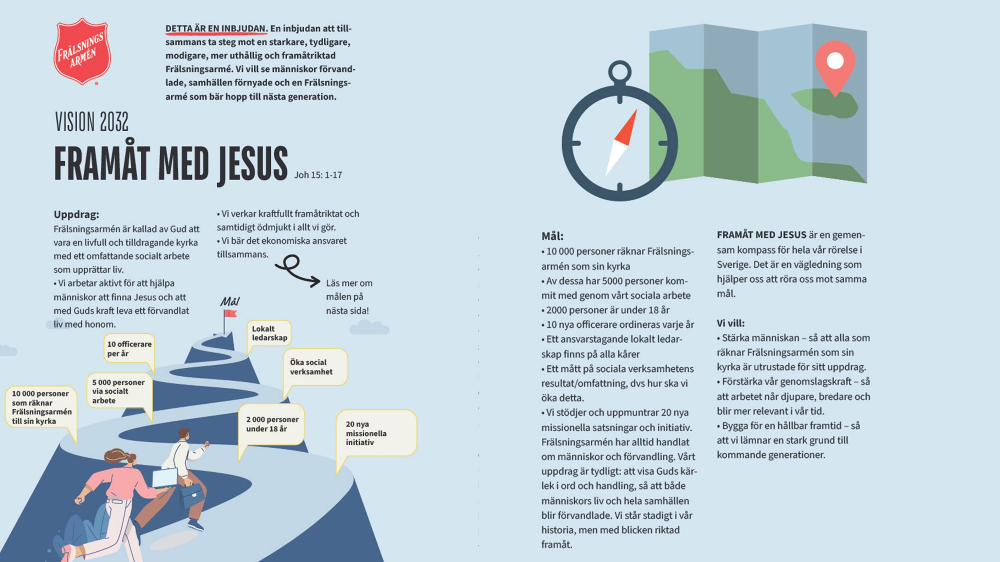 FRÄLSNINGS
ARMÉN
®
DETTA ÄR EN INBJUDAN. En inbjudan att till-
sammans ta steg mot en starkare, tydligare,
modigare, mer uthållig och framåtriktad
Frälsningsarmé. Vi vill se människor förvand-
lade, samhällen förnyade och en Frälsnings-
armé som bär hopp till nästa generation.
VISION 2032
FRAMÅT MED JESUS Joh 15: 1-17
Uppdrag:
Frälsningsarmén är kallad av Gud att
vara en livfull och tilldragande kyrka
med ett omfattande socialt arbete
som upprättar liv.
• Vi arbetar aktivt för att hjälpa
människor att finna Jesus och att
med Guds kraft leva ett förvandlat
liv med honom.
• Vi verkar kraftfullt framåtriktat och
samtidigt ödmjukt i allt vi gör.
• Vi bär det ekonomiska ansvaret
tillsammans.
Läs mer om
målen på
nästa sida!
Mål
Lokalt
ledarskap
10 officerare
per år
Öka social
verksamhet
5 000 personer
via socialt
arbete
10 000 personer
som räknar
Frälsningsarmén
till sin kyrka
2 000 personer
under 18 år
20 nya
missionella
initiativ
Mål:
• 10 000 personer räknar Frälsnings-
armén som sin kyrka
• Av dessa har 5000 personer kom-
mit med genom vårt sociala arbete
• 2000 personer är under 18 år
• 10 nya officerare ordineras varje år
• Ett ansvarstagande lokalt ledar-
skap finns på alla kårer
• Ett mått på sociala verksamhetens
resultat/omfattning, dvs hur ska vi
öka detta.
• Vi stödjer och uppmuntrar 20 nya
missionella satsningar och initiativ.
Frälsningsarmén har alltid handlat
om människor och förvandling. Vårt
uppdrag är tydligt: att visa Guds kär-
lek i ord och handling, så att både
människors liv och hela samhällen
blir förvandlade. Vi står stadigt i vår
historia, men med blicken riktad
framåt.
FRAMÅT MED JESUS är en gemen-
sam kompass för hela vår rörelse i
Sverige. Det är en vägledning som
hjälper oss att röra oss mot samma
mål.
Vi vill:
• Stärka människan – så att alla som
räknar Frälsningsarmén som sin
kyrka är utrustade för sitt uppdrag.
• Förstärka vår genomslagskraft – så
att arbetet når djupare, bredare och
blir mer relevant i vår tid.
• Bygga för en hållbar framtid – så
att vi lämnar en stark grund till
kommande generationer.